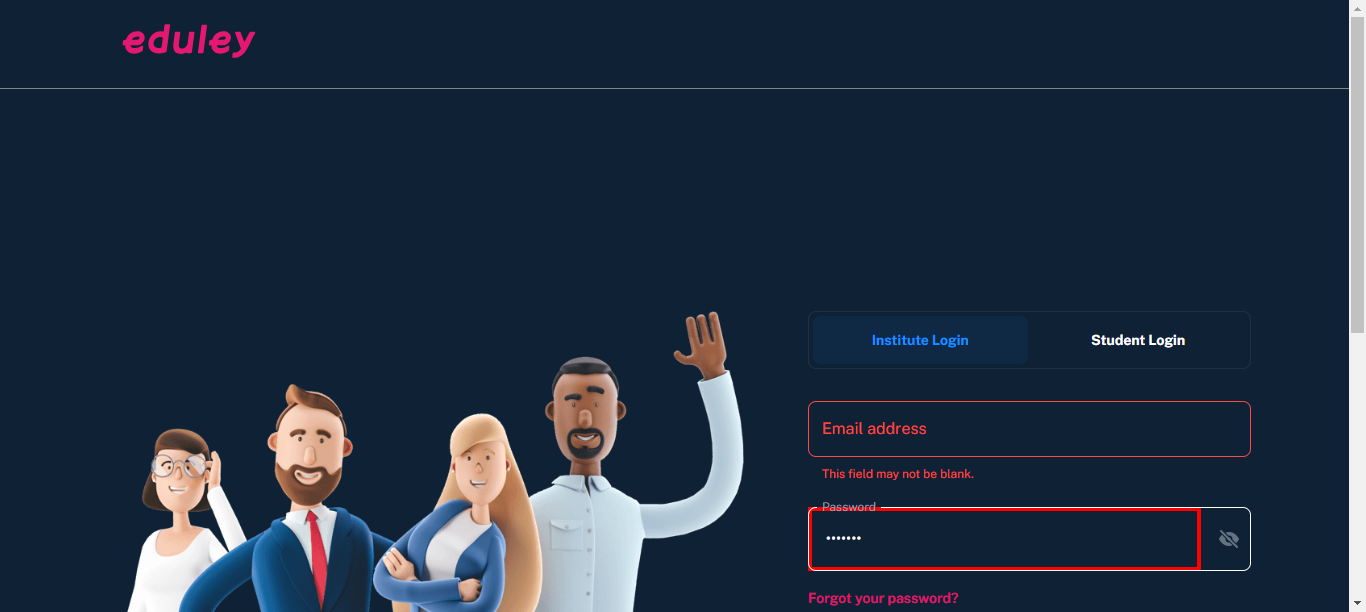 eduley
Institute Login
Student Login
Email address
This field may not be blank.
Password
•••••••
Forgot your password?